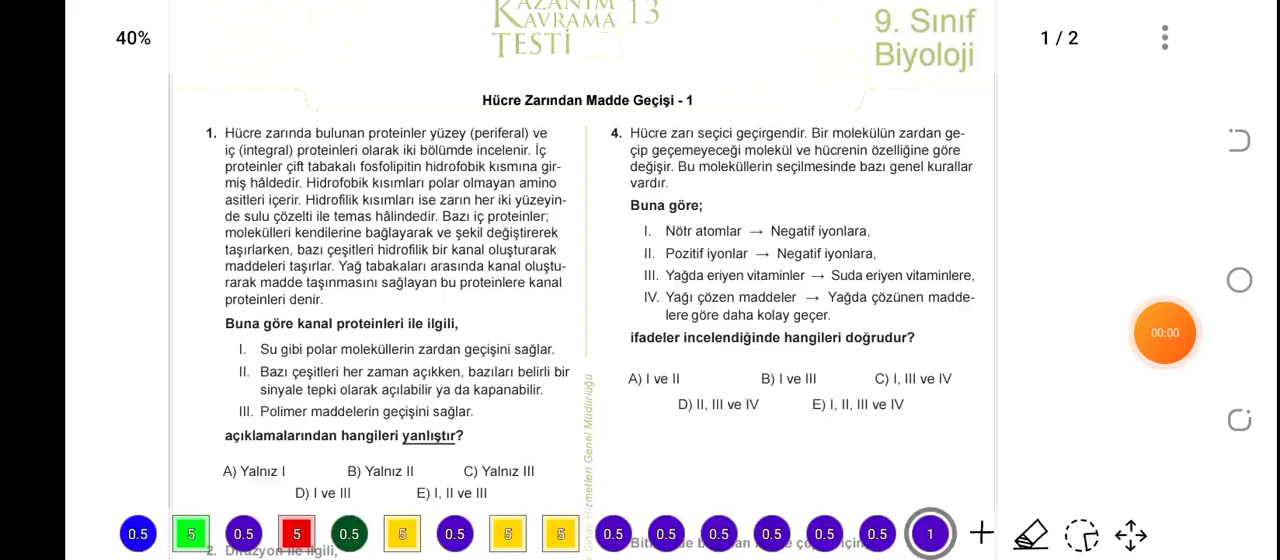 40%
KAZANIM
KAVRAMA 13
TESTİ
9. Sınıf
Biyoloji
1 / 2
Hücre Zarından Madde Geçişi - 1
1. Hücre zarında bulunan proteinler yüzey (periferal) ve
iç (integral) proteinleri olarak iki bölümde incelenir. İç
proteinler çift tabakalı fosfolipitin hidrofobik kısmına gir-
miş hâldedir. Hidrofobik kısımları polar olmayan amino
asitleri içerir. Hidrofilik kısımları ise zarın her iki yüzeyin-
de sulu çözelti ile temas hâlindedir. Bazı iç proteinler;
molekülleri kendilerine bağlayarak ve şekil değiştirerek
taşırlarken, bazı çeşitleri hidrofilik bir kanal oluşturarak
maddeleri taşırlar. Yağ tabakaları arasında kanal oluştu-
rarak madde taşınmasını sağlayan bu proteinlere kanal
proteinleri denir.
Buna göre kanal proteinleri ile ilgili,
I. Su gibi polar moleküllerin zardan geçişini sağlar.
II. Bazı çeşitleri her zaman açıkken, bazıları belirli bir
sinyale tepki olarak açılabilir ya da kapanabilir.
III. Polimer maddelerin geçişini sağlar.
açıklamalarından hangileri yanlıştır?
A) Yalnız I B) Yalnız II C) Yalnız III
D) I ve III E) I, II ve III
2. Difüzyon ile ilgili,
4. Hücre zarı seçici geçirgendir. Bir molekülün zardan ge-
çip geçemeyeceği molekül ve hücrenin özelliğine göre
değişir. Bu moleküllerin seçilmesinde bazı genel kurallar
vardır.
Buna göre;
I. Nötr atomlar → Negatif iyonlara,
II. Pozitif iyonlar → Negatif iyonlara,
III. Yağda eriyen vitaminler → Suda eriyen vitaminlere,
IV. Yağı çözen maddeler → Yağda çözünen madde-
lere göre daha kolay geçer.
ifadeler incelendiğinde hangileri doğrudur?
A) I ve II B) I ve III C) I, III ve IV
D) II, III ve IV E) I, II, III ve IV
Sınav Hizmetleri Genel Müdürlüğü
00:00
0.5 5 0.5 5 0.5 5 0.5 5 5 0.5 0.5 0.5 0.5 0.5 0.5 1